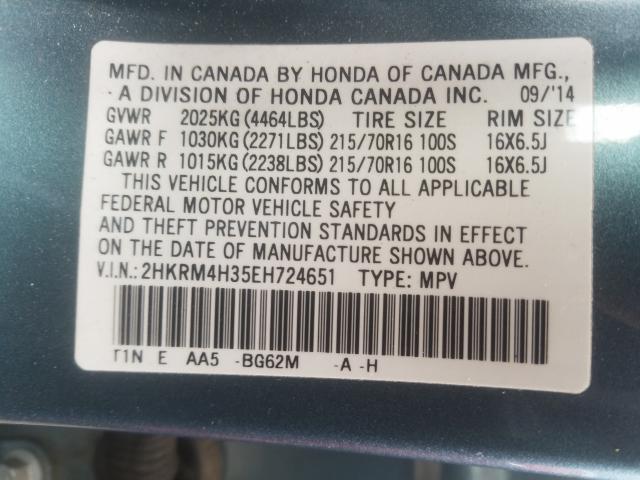 MFD. IN CANADA BY HONDA OF CANADA MFG.,
A DIVISION OF HONDA CANADA INC. 09/'14
GVWR 2025KG (4464LBS) TIRE SIZE RIM SIZE
GAWR F 1030KG (2271LBS) 215/70R16 100S 16X6.5J
GAWR R 1015KG (2238LBS) 215/70R16 100S 16X6.5J
THIS VEHICLE CONFORMS TO ALL APPLICABLE
FEDERAL MOTOR VEHICLE SAFETY
AND THEFT PREVENTION STANDARDS IN EFFECT
ON THE DATE OF MANUFACTURE SHOWN ABOVE.
V.I.N.: 2HKRM4H35EH724651 TYPE: MPV
T1N E AA5 -BG62M -A -H